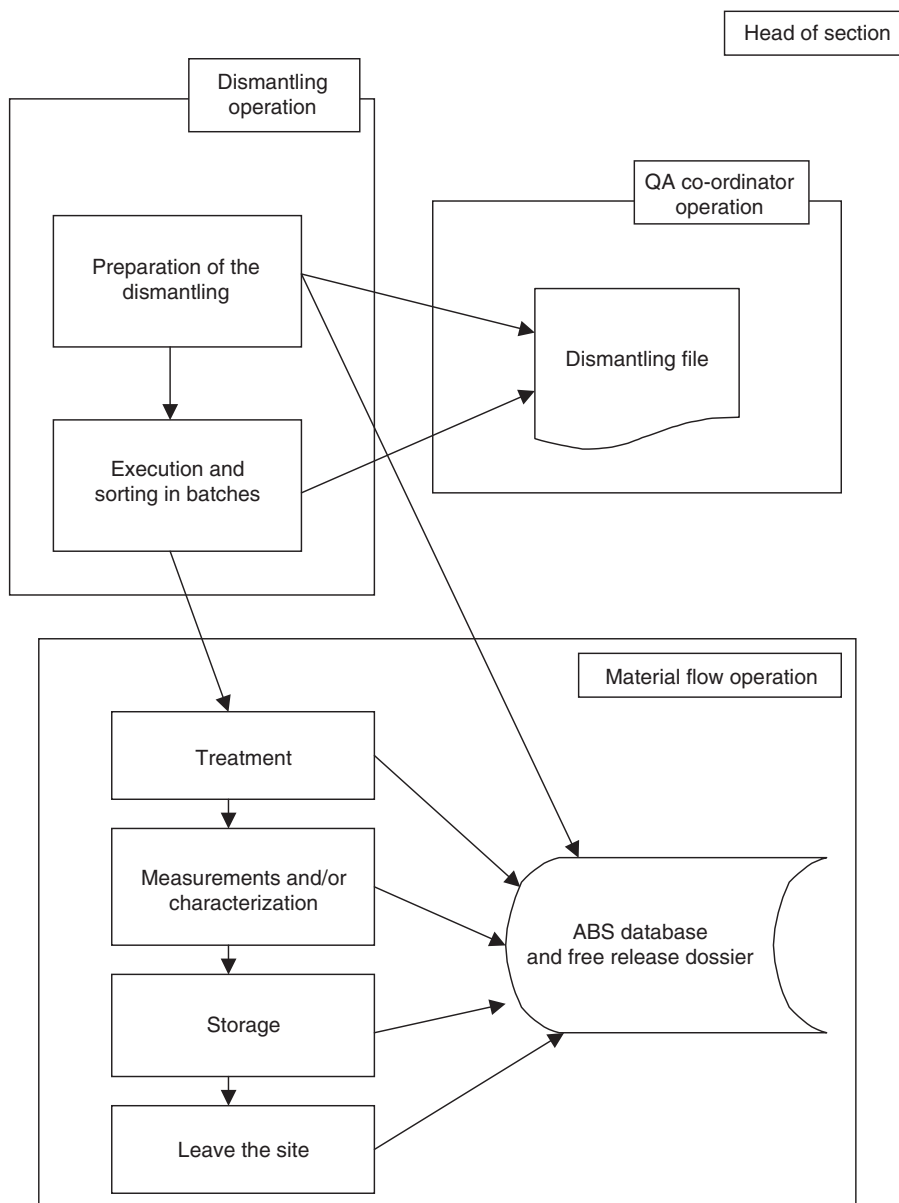 Head of section
Dismantling
operation
QA co-ordinator
operation
Preparation of the
dismantling
Dismantling file
Execution and
sorting in batches
Material flow operation
Treatment
Measurements and/or
characterization
ABS database
and free release dossier
Storage
Leave the site